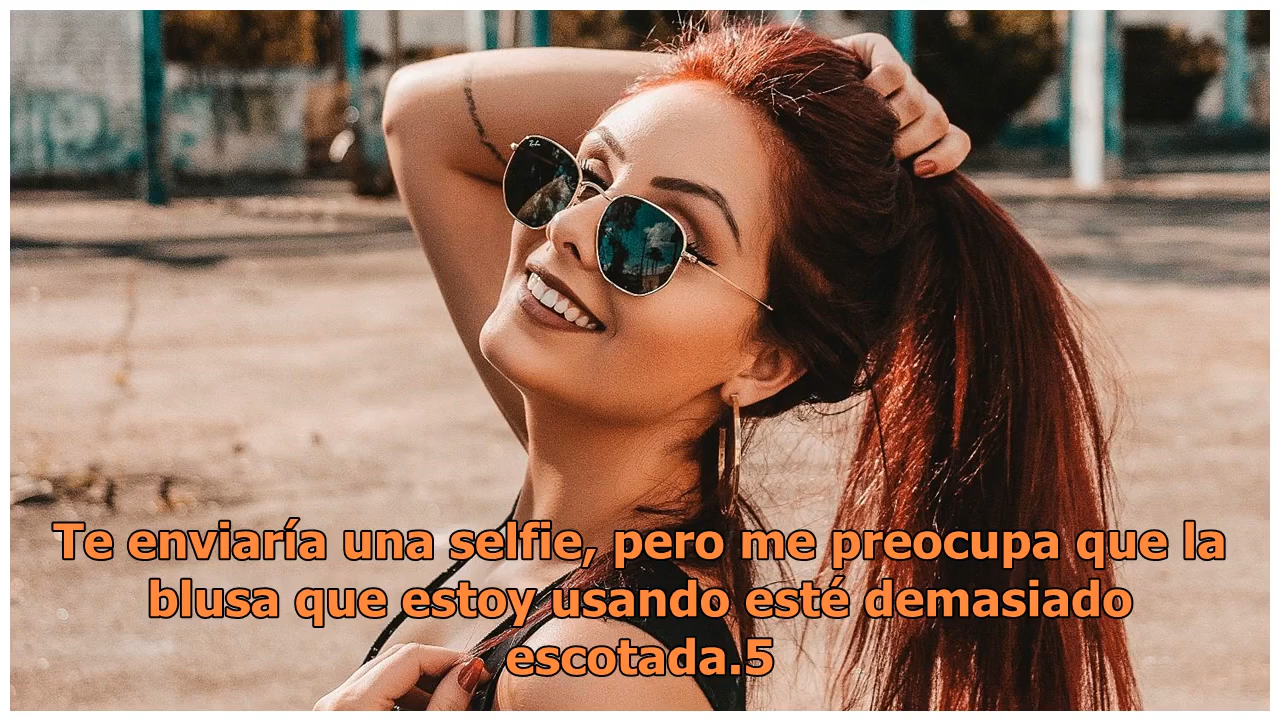 Te enviaría una selfie, pero me preocupa que la
blusa que estoy usando esté demasiado
escotada.5